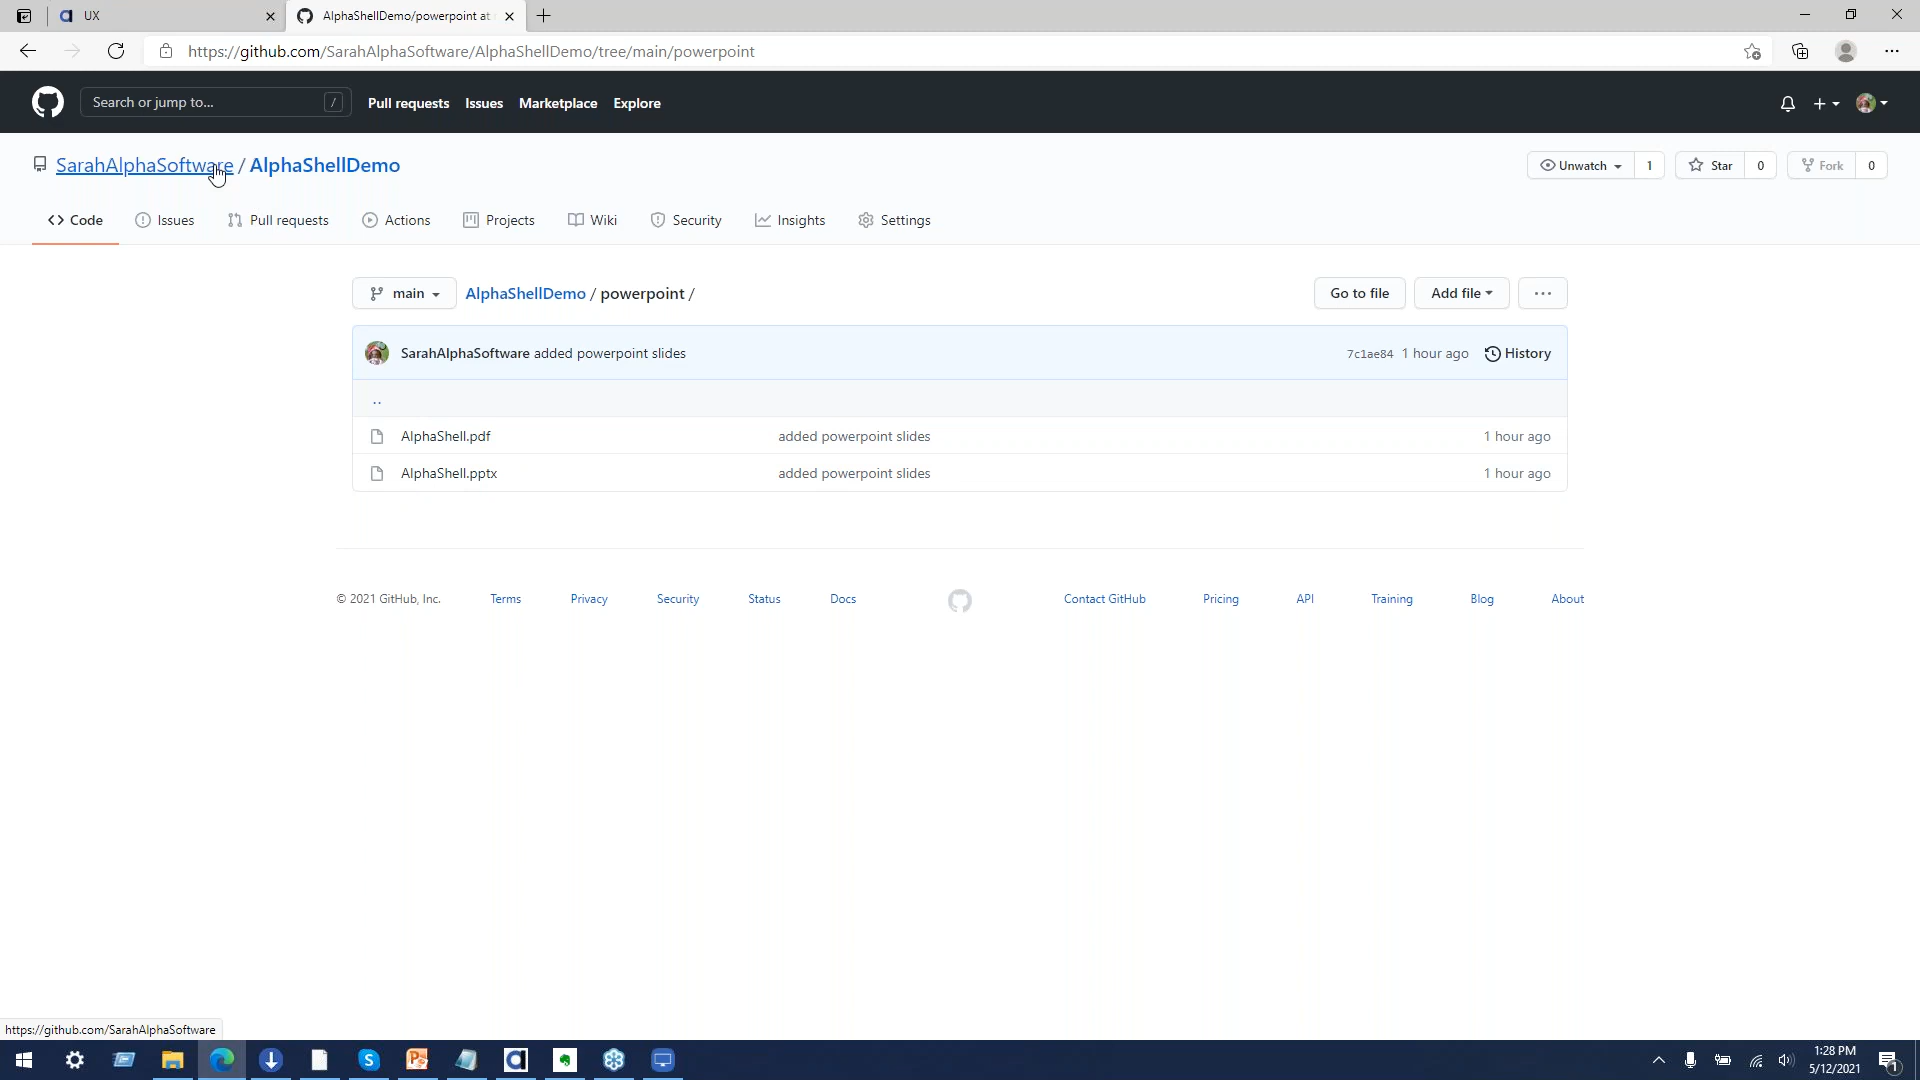 UX
AlphaShellDemo/powerpoint at
https://github.com/SarahAlphaSoftware/AlphaShellDemo/tree/main/powerpoint
Search or jump to... /
Pull requests Issues Marketplace Explore
SarahAlphaSoftware / AlphaShellDemo
Unwatch 1 Star 0 Fork 0
Code Issues Pull requests Actions Projects Wiki Security Insights Settings
main AlphaShellDemo / powerpoint / Go to file Add file ...
SarahAlphaSoftware added powerpoint slides 7c1ae84 1 hour ago History
..
AlphaShell.pdf added powerpoint slides 1 hour ago
AlphaShell.pptx added powerpoint slides 1 hour ago
© 2021 GitHub, Inc. Terms Privacy Security Status Docs Contact GitHub Pricing API Training Blog About
https://github.com/SarahAlphaSoftware
1:28 PM
5/12/2021
1